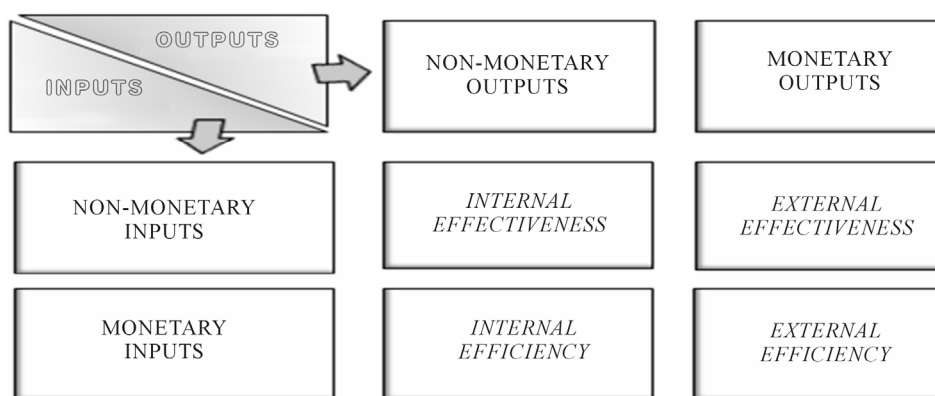 OUTPUTS
INPUTS
NON-MONETARY
OUTPUTS
MONETARY
OUTPUTS
NON-MONETARY
INPUTS
INTERNAL
EFFECTIVENESS
EXTERNAL
EFFECTIVENESS
MONETARY
INPUTS
INTERNAL
EFFICIENCY
EXTERNAL
EFFICIENCY